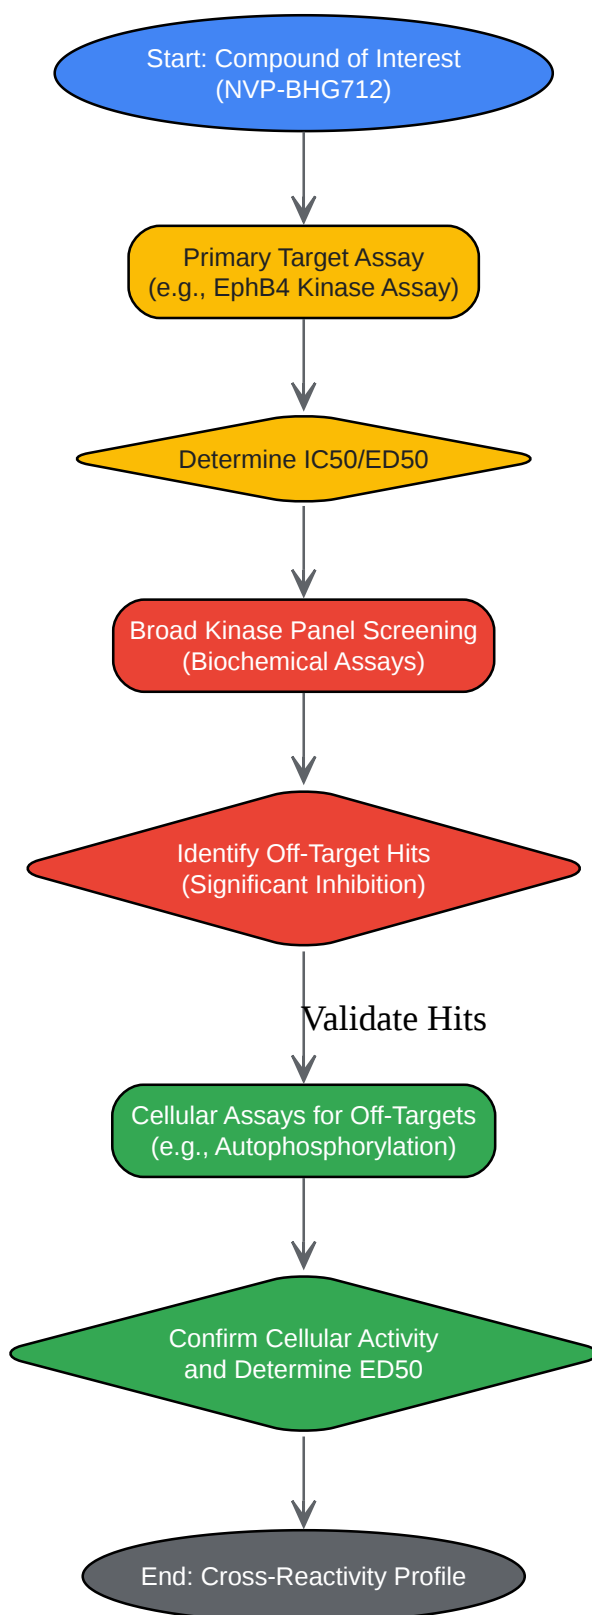 Start: Compound of Interest
(NVP-BHG712)
Primary Target Assay
(e.g., EphB4 Kinase Assay)
Determine IC50/ED50
Broad Kinase Panel Screening
(Biochemical Assays)
Identify Off-Target Hits
(Significant Inhibition)
Validate Hits
Cellular Assays for Off-Targets
(e.g., Autophosphorylation)
Confirm Cellular Activity
and Determine ED50
End: Cross-Reactivity Profile